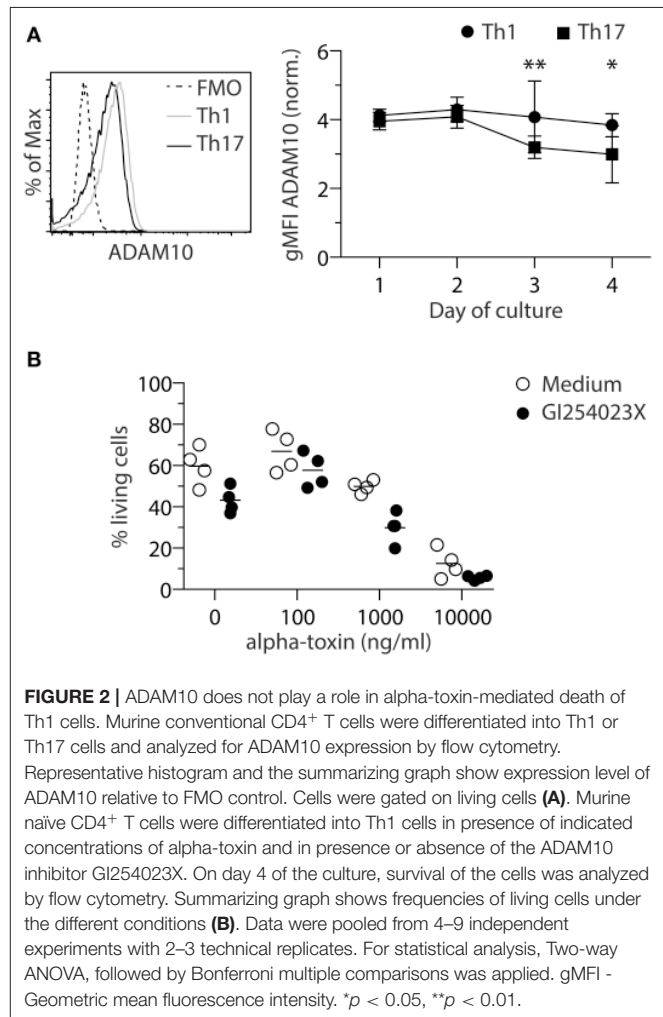 A
FMO
Th1
Th17
% of Max
ADAM10
Th1 Th17
** *
gMFI ADAM10 (norm.)
6
4
2
0
1 2 3 4
Day of culture
B
Medium
GI254023X
% living cells
100
80
60
40
20
0
0 100 1000 10000
alpha-toxin (ng/ml)
FIGURE 2 | ADAM10 does not play a role in alpha-toxin-mediated death of
Th1 cells. Murine conventional CD4+ T cells were differentiated into Th1 or
Th17 cells and analyzed for ADAM10 expression by flow cytometry.
Representative histogram and the summarizing graph show expression level of
ADAM10 relative to FMO control. Cells were gated on living cells (A). Murine
naïve CD4+ T cells were differentiated into Th1 cells in presence of indicated
concentrations of alpha-toxin and in presence or absence of the ADAM10
inhibitor GI254023X. On day 4 of the culture, survival of the cells was analyzed
by flow cytometry. Summarizing graph shows frequencies of living cells under
the different conditions (B). Data were pooled from 4–9 independent
experiments with 2–3 technical replicates. For statistical analysis, Two-way
ANOVA, followed by Bonferroni multiple comparisons was applied. gMFI -
Geometric mean fluorescence intensity. *p < 0.05, **p < 0.01.